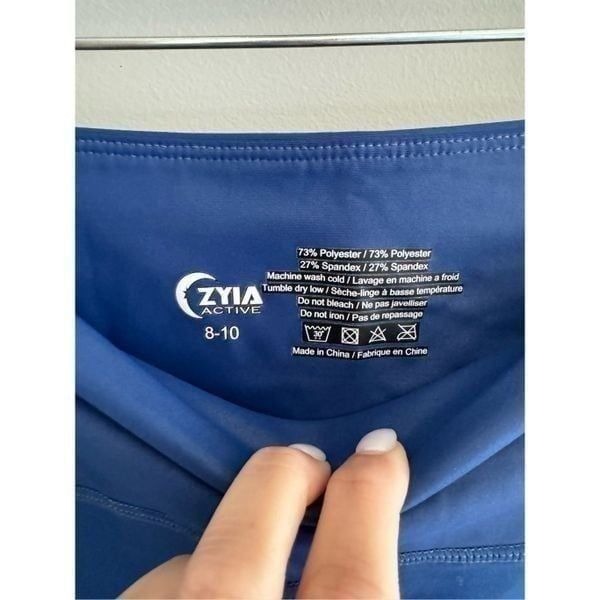 ZYIA
ACTIVE
8-10
73% Polyester / 73% Polyester
27% Spandex / 27% Spandex
Machine wash cold / Lavage en machine a froid
Tumble dry low / Sèche-linge à basse température
Do not bleach / Ne pas javelliser
Do not iron / Pas de repassage
30°
Made in China / Fabrique en Chine